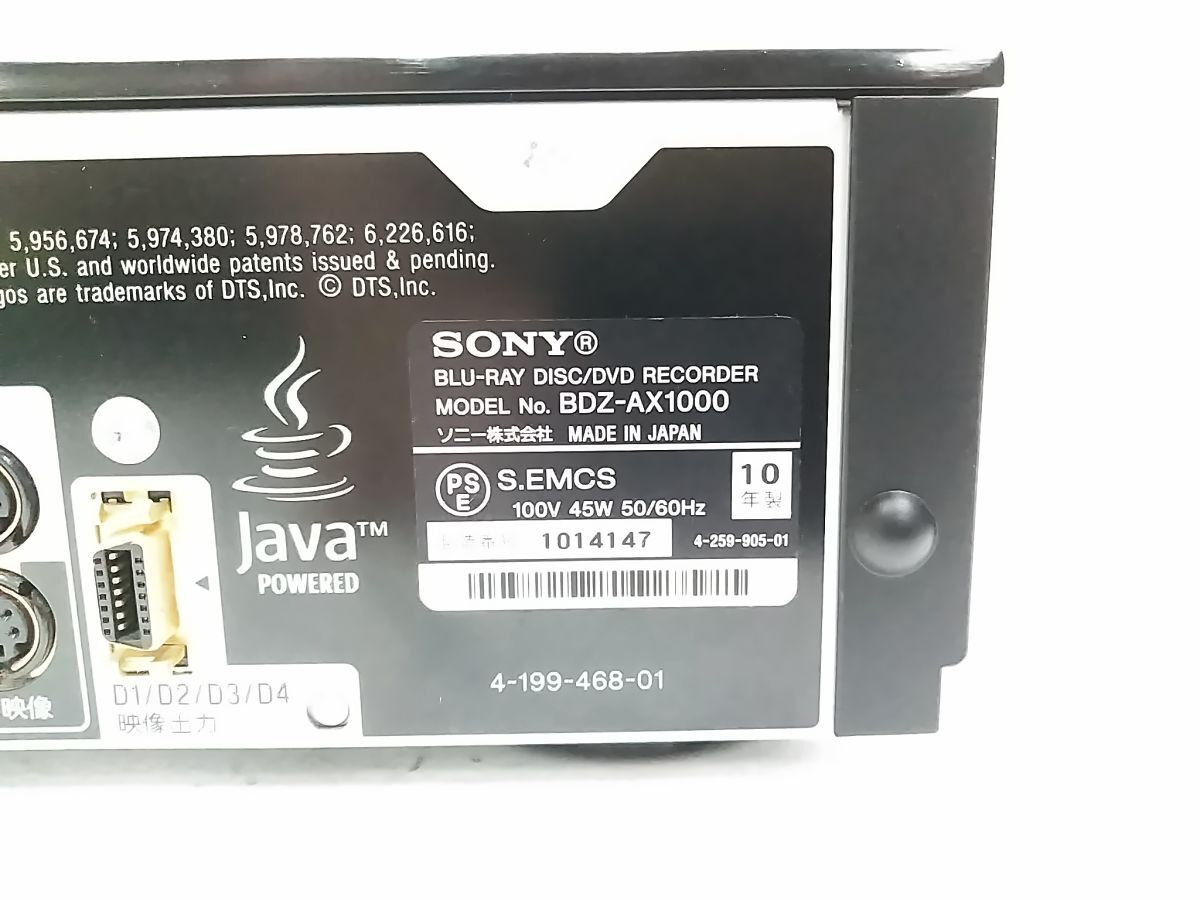 5,956,674; 5,974,380; 5,978,762; 6,226,616;
er U.S. and worldwide patents issued & pending.
gos are trademarks of DTS,Inc. © DTS,Inc.
SONY®
BLU-RAY DISC/DVD RECORDER
MODEL No. BDZ-AX1000
ソニー株式会社 MADE IN JAPAN
PS
E
S.EMCS
100V 45W 50/60Hz
10
年製
製造番号 1014147
4-259-905-01
Java™
POWERED
4-199-468-01
D1/D2/D3/D4
映像出力
映像